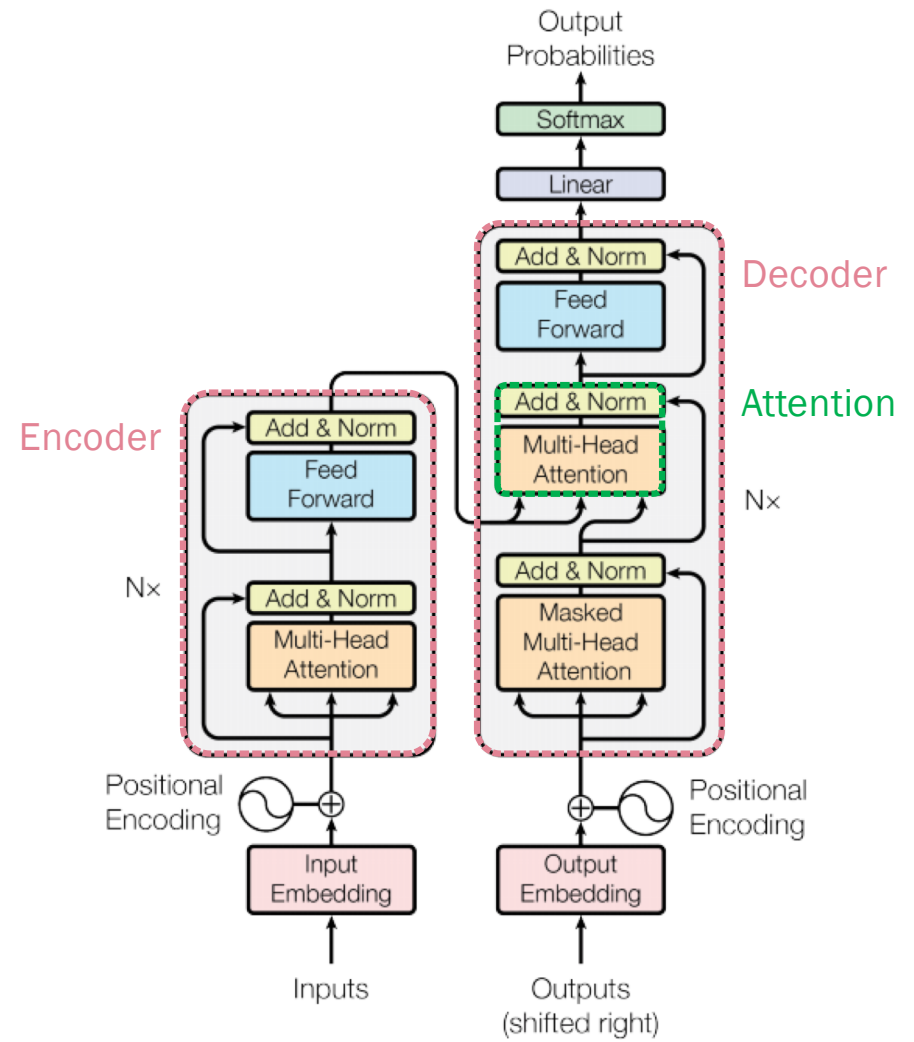 Output
Probabilities
Softmax
Linear
Add & Norm
Feed
Forward
Decoder
Add & Norm
Multi-Head
Attention
Attention
N×
Add & Norm
Masked
Multi-Head
Attention
Encoder
Add & Norm
Feed
Forward
N×
Add & Norm
Multi-Head
Attention
Positional
Encoding
Positional
Encoding
Input
Embedding
Output
Embedding
Inputs
Outputs
(shifted right)